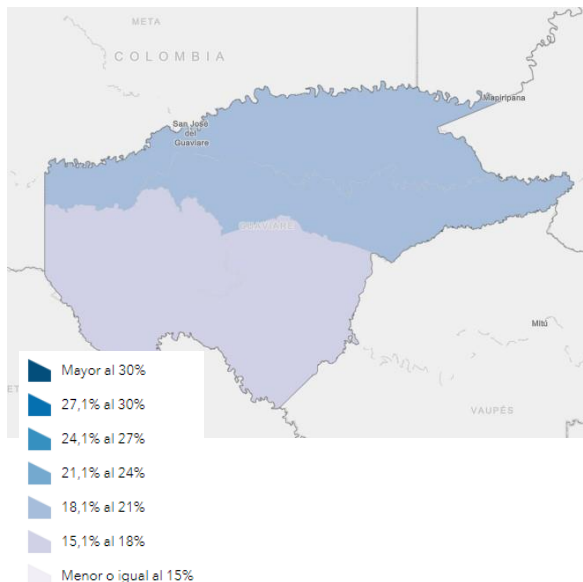 META
COLOMBIA
Mapiripana
San José
del
Guaviare
GUAVIARE
Mitú
VAUPÉS
Mayor al 30%
27,1% al 30%
24,1% al 27%
21,1% al 24%
18,1% al 21%
15,1% al 18%
Menor o igual al 15%